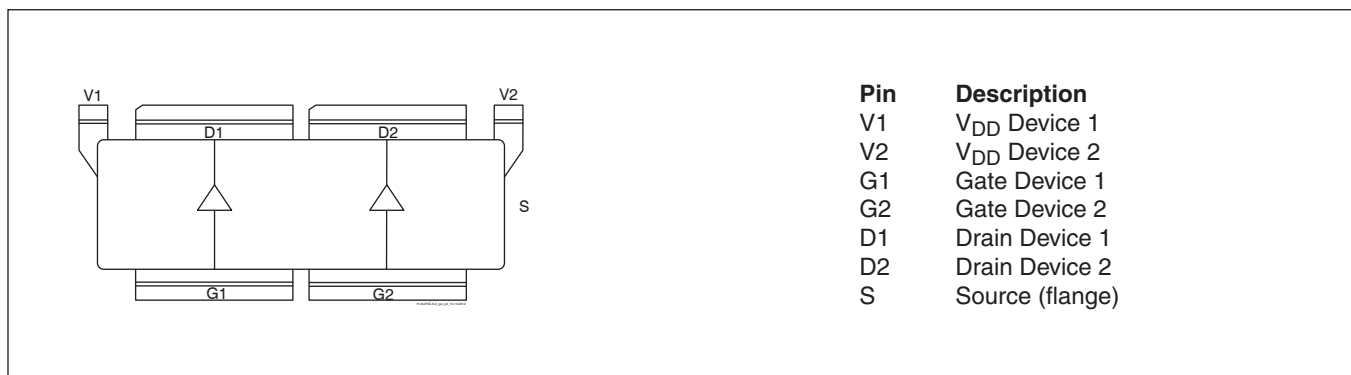 V1
V2
D1
D2
S
G1
G2
Pin Description
V1 VDD Device 1
V2 VDD Device 2
G1 Gate Device 1
G2 Gate Device 2
D1 Drain Device 1
D2 Drain Device 2
S Source (flange)